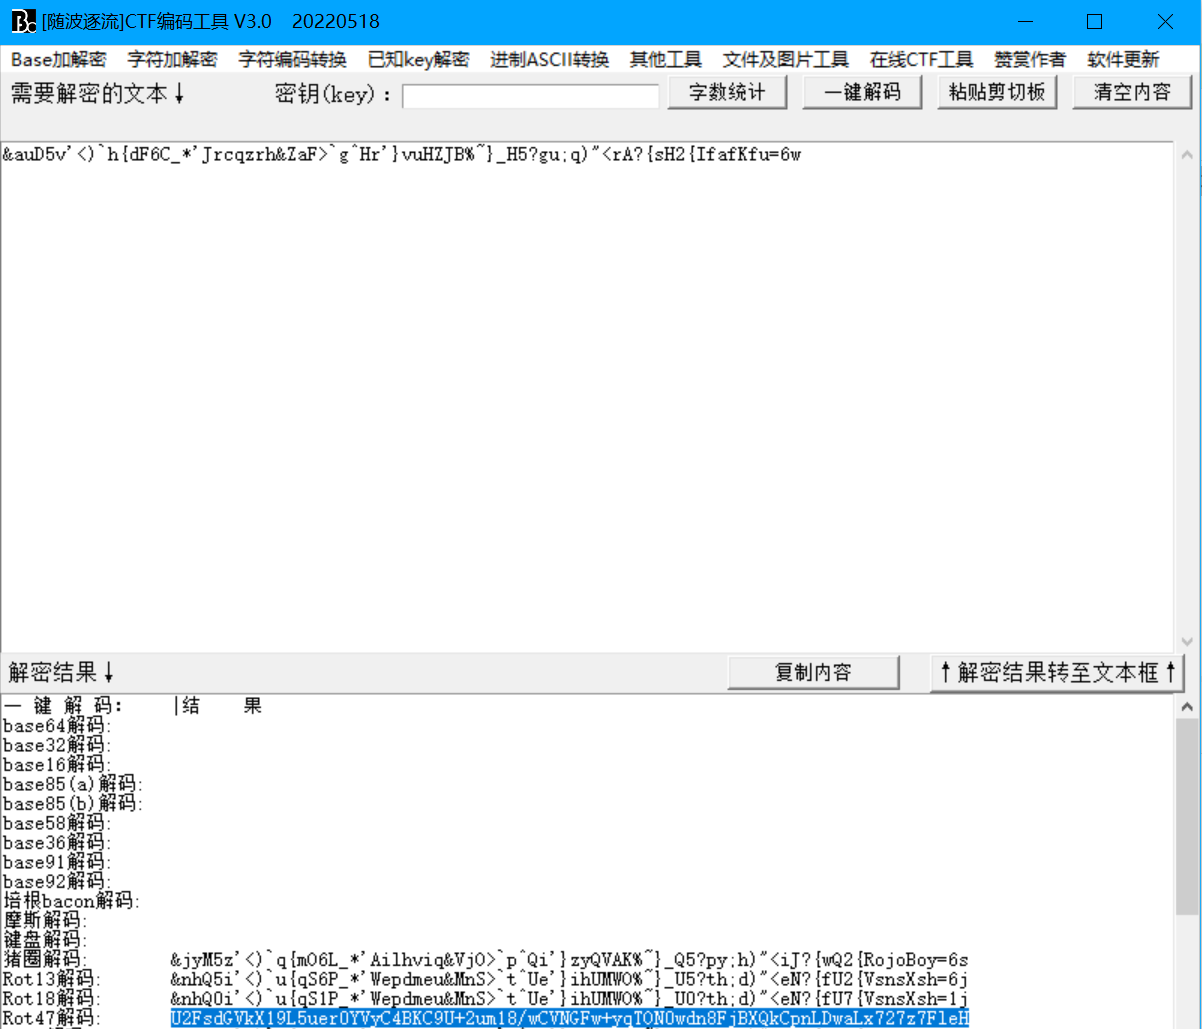 [随波逐流]CTF编码工具 V3.0 20220518
Base加解密 字符加解密 字符编码转换 已知key解密 进制ASCII转换 其他工具 文件及图片工具 在线CTF工具 赞赏作者 软件更新
需要解密的文本↓ 密钥(key)： 字数统计 一键解码 粘贴剪切板 清空内容
&auD5v'<)`h{dF6C_*'Jrcqzrh&ZaF>`g^Hr'}vuHZJB%~}_H5?gu;q)"<rA?{sH2{IfafKfu=6w
解密结果↓ 复制内容 ↑解密结果转至文本框↑
一 键 解 码: |结 果
base64解码:
base32解码:
base16解码:
base85(a)解码:
base85(b)解码:
base58解码:
base36解码:
base91解码:
base92解码:
培根bacon解码:
摩斯解码:
键盘解码:
猪圈解码: &jyM5z'<)`q{mO6L_*'Ailhviq&VjO>`p^Qi'}zyQVAK%~}_Q5?py;h)"<iJ?{wQ2{RojoBoy=6s
Rot13解码: &nhQ5i'<)`u{qS6P_*'Wepdmeu&MnS>`t^Ue'}ihUMWO%~}_U5?th;d)"<eN?{fU2{VsnsXsh=6j
Rot18解码: &nhQ0i'<)`u{qS1P_*'Wepdmeu&MnS>`t^Ue'}ihUMWO%~}_U0?th;d)"<eN?{fU7{VsnsXsh=1j
Rot47解码: U2FsdGVkX19L5uer0YVyC4BKC9U+2um18/wCVNGFw+yqTON0wdn8FjBXQkCpnLDwaLx727z7FleH